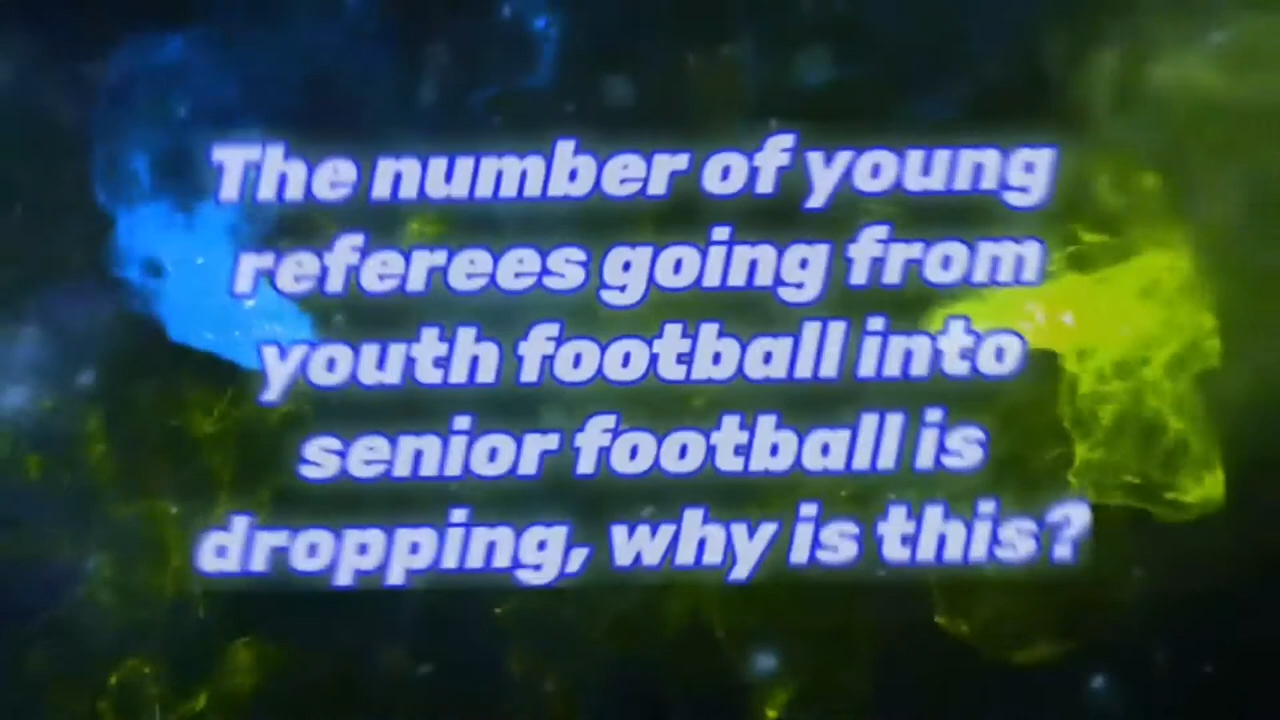 The number of young
referees going from
youth football into
senior football is
dropping, why is this?